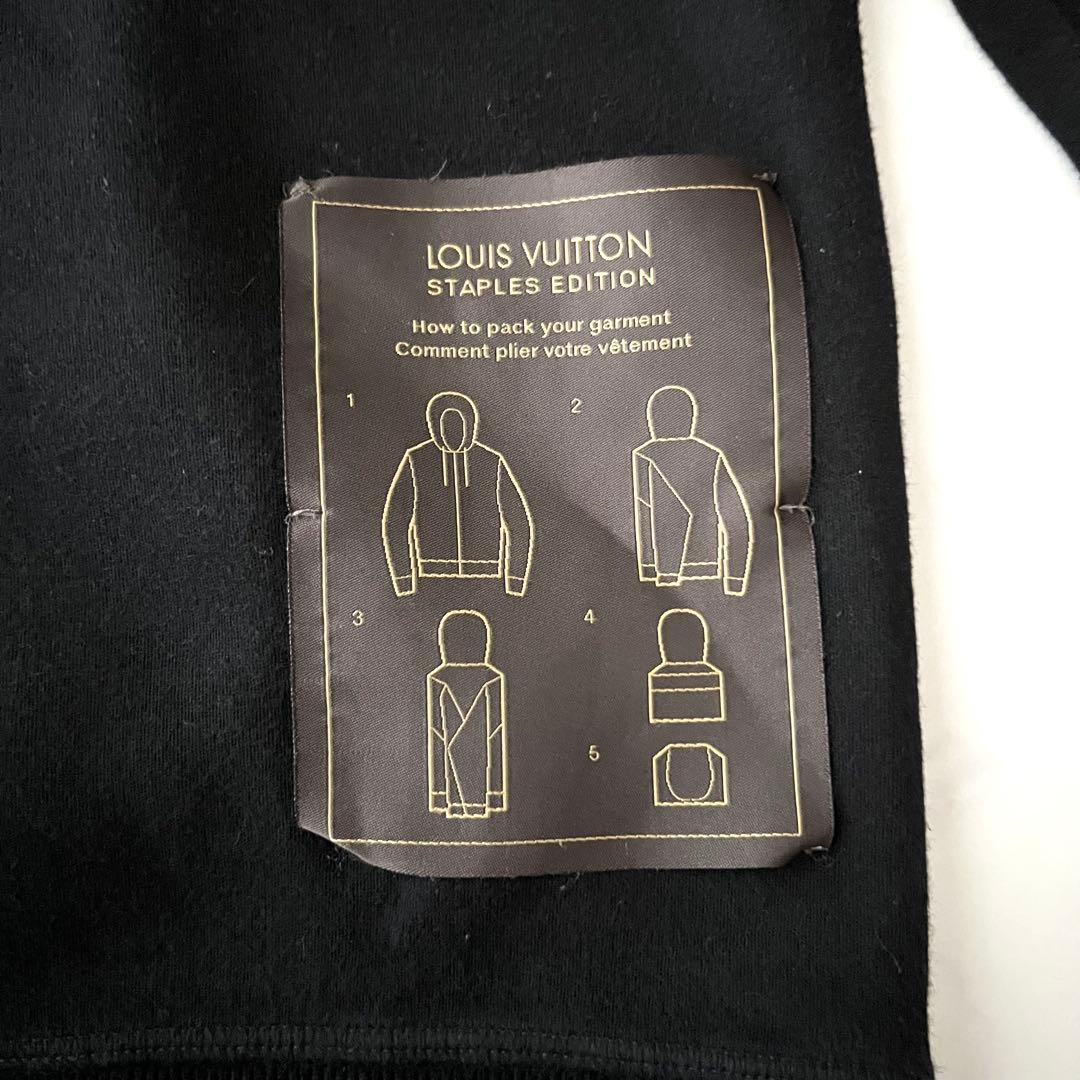 LOUIS VUITTON
STAPLES EDITION
How to pack your garment
Comment plier votre vêtement
1
2
3
4
5